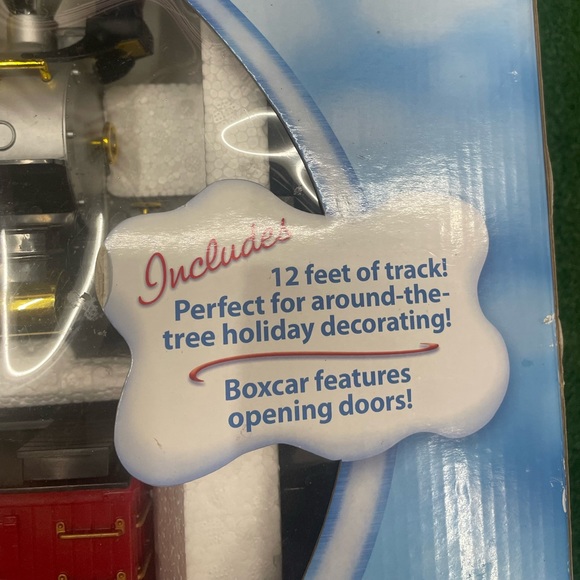 Includes
12 feet of track!
Perfect for around-the-
tree holiday decorating!
Boxcar features
opening doors!